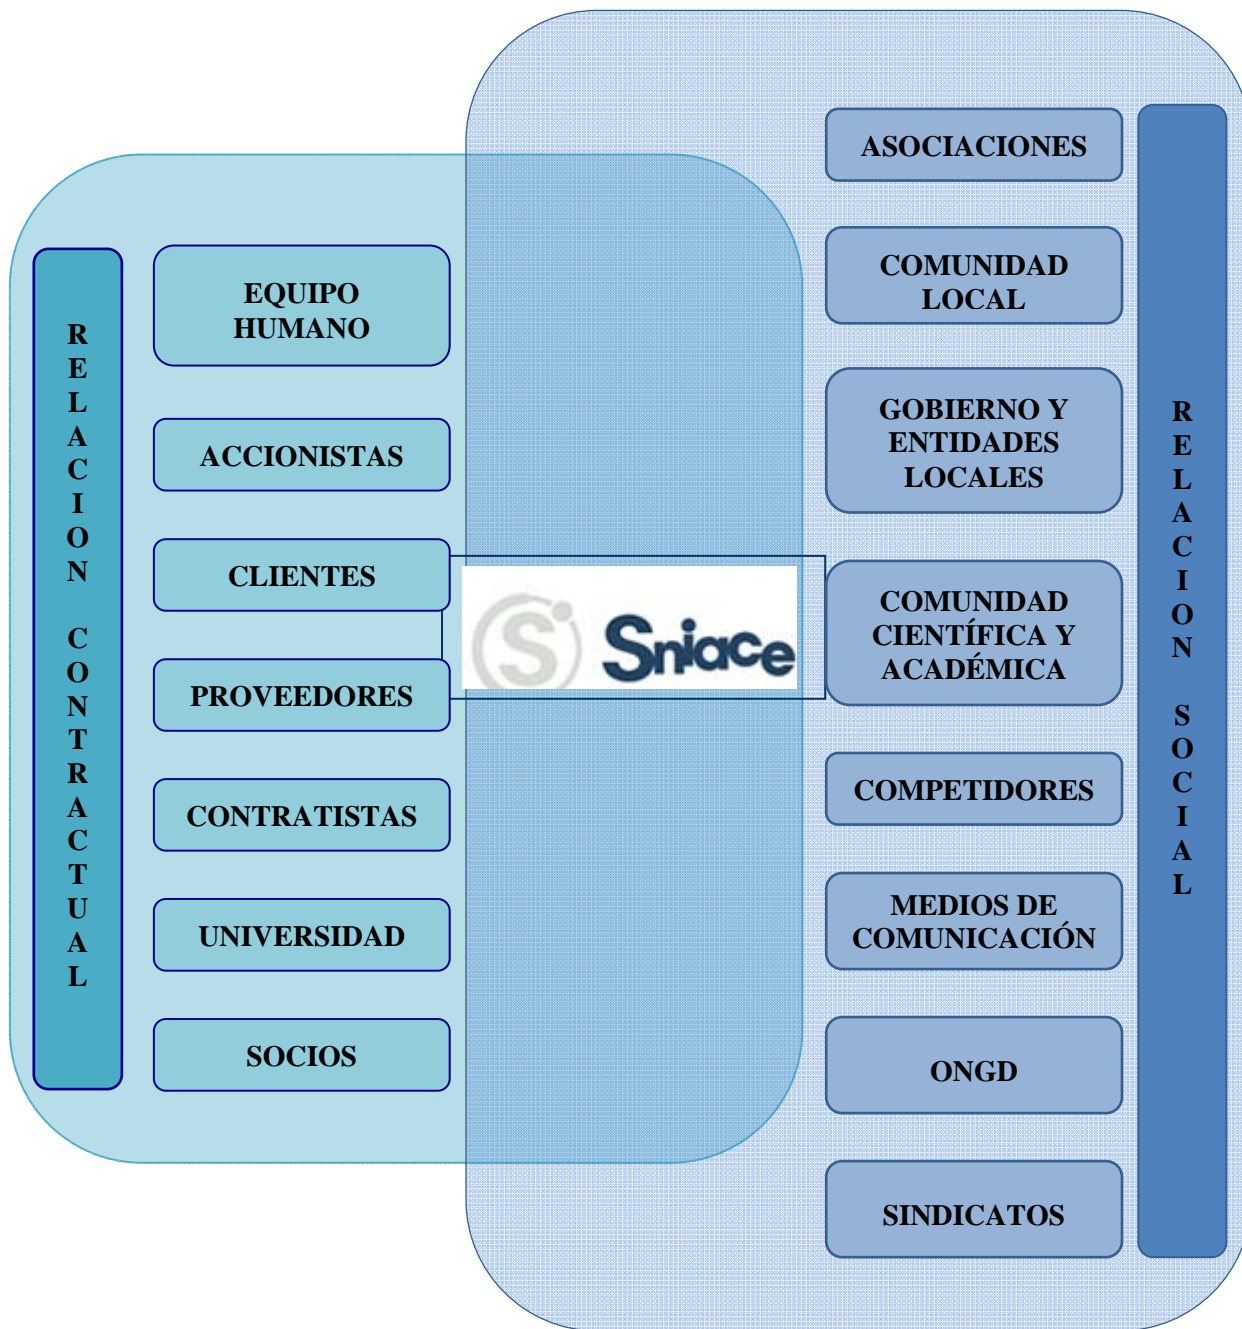 RELACION CONTRACTUAL
EQUIPO
HUMANO
ACCIONISTAS
CLIENTES
PROVEEDORES
CONTRATISTAS
UNIVERSIDAD
SOCIOS
S Sniace
ASOCIACIONES
COMUNIDAD
LOCAL
GOBIERNO Y
ENTIDADES
LOCALES
COMUNIDAD
CIENTÍFICA Y
ACADÉMICA
COMPETIDORES
MEDIOS DE
COMUNICACIÓN
ONGD
SINDICATOS
RELACION SOCIAL